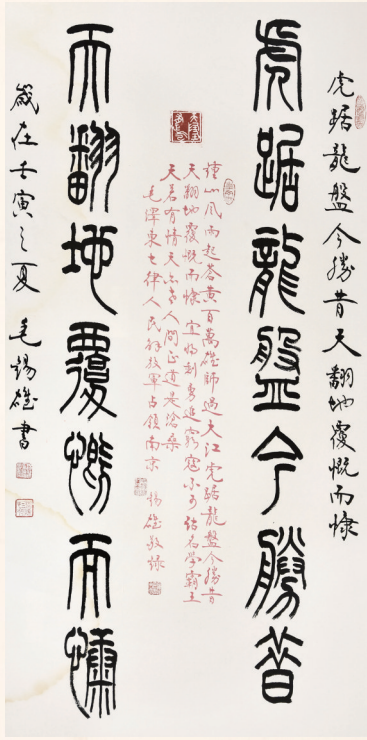 虎踞龍盤今勝昔天翻地覆慨而慷
虎踞龍盤今勝昔
鍾山風雨起蒼黃百萬雄師過大江虎踞龍盤今勝昔
天翻地覆慨而慷宜將剩勇追窮寇不可沽名學霸王
天若有情天亦老人間正道是滄桑
毛澤東七律人民解放軍占領南京 錫雄敬錄
天翻地覆慨而慷
歲在壬寅之夏毛錫雄書